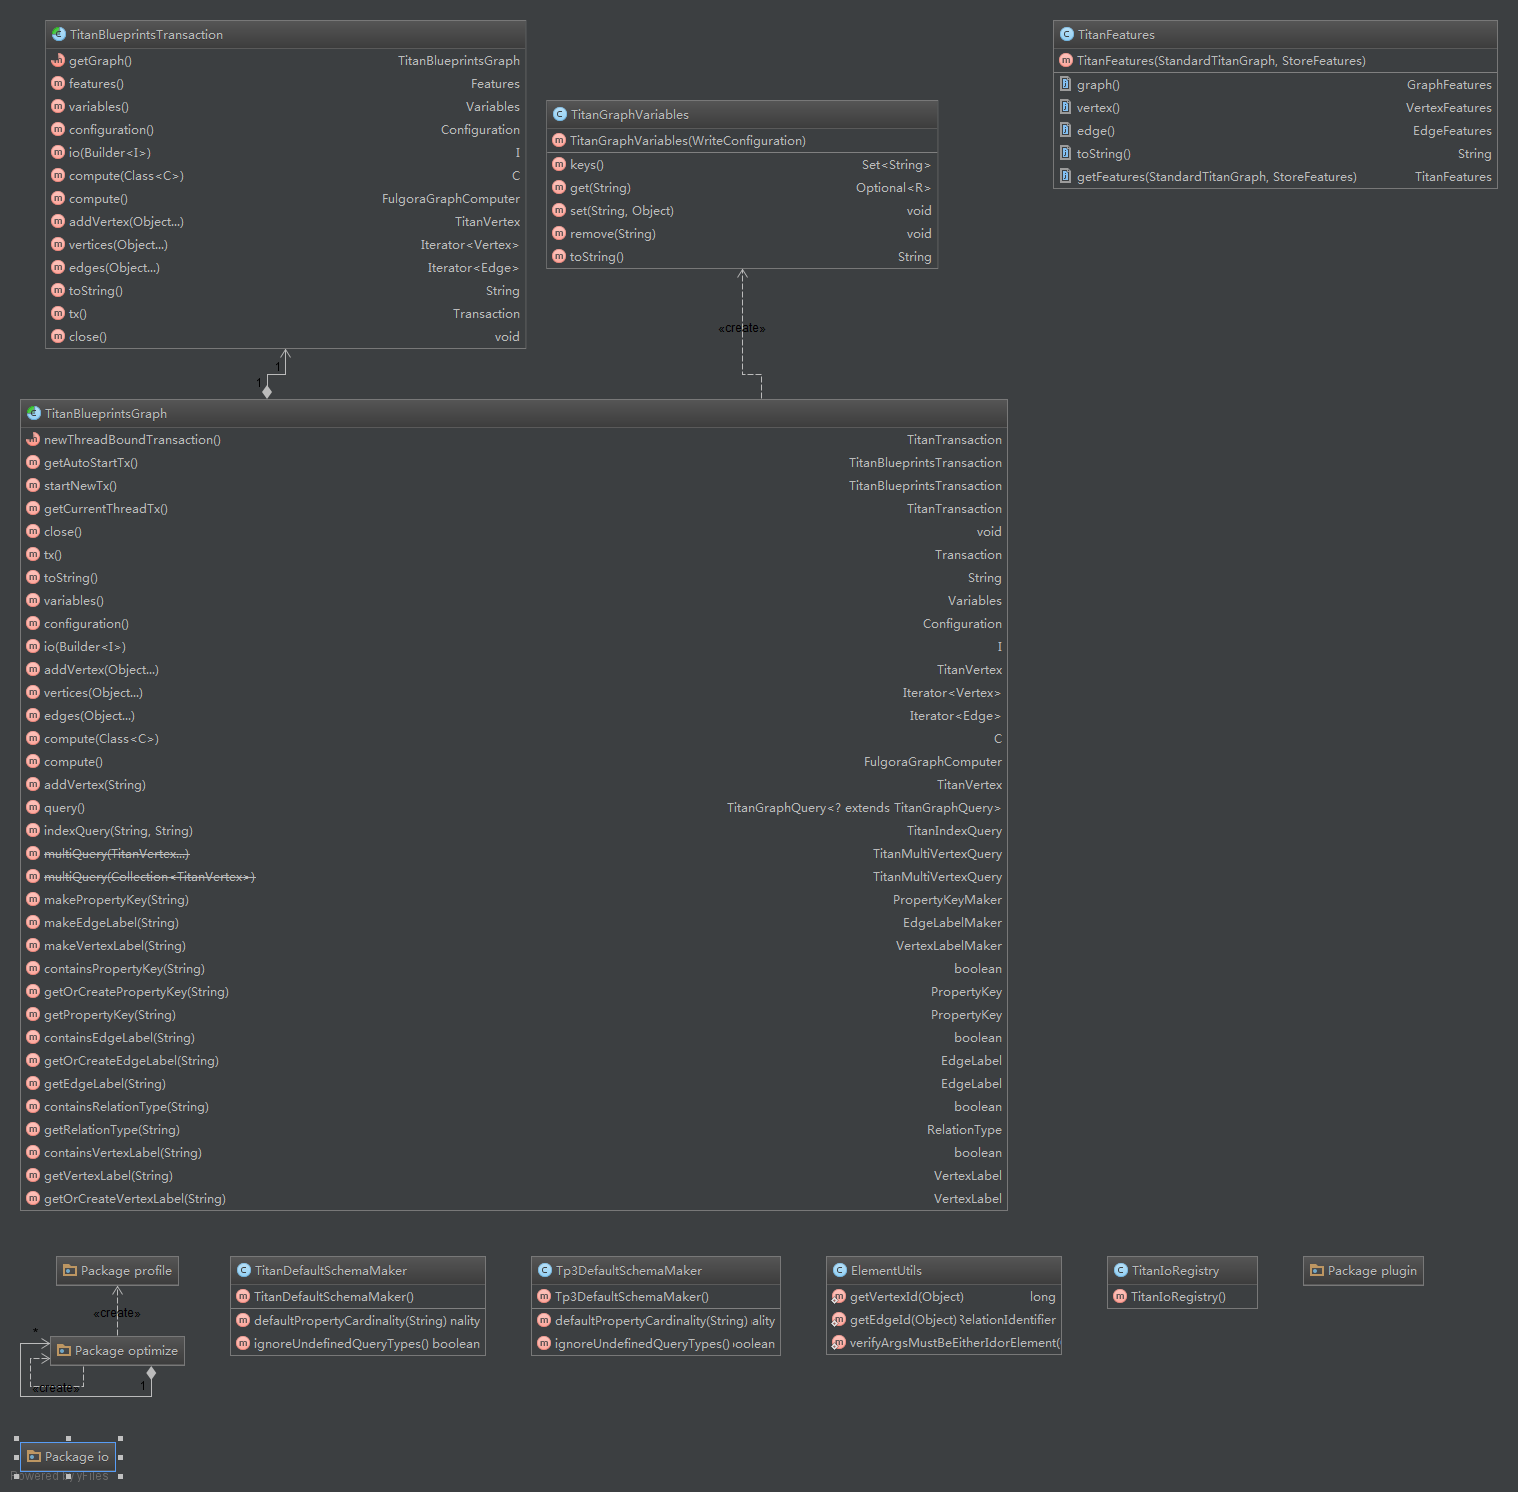 TitanBlueprintsTransaction
getGraph() TitanBlueprintsGraph
features() Features
variables() Variables
configuration() Configuration
io(Builder<I>) I
compute(Class<C>) C
compute() FulgoraGraphComputer
addVertex(Object...) TitanVertex
vertices(Object...) Iterator<Vertex>
edges(Object...) Iterator<Edge>
toString() String
tx() Transaction
close() void
TitanGraphVariables
TitanGraphVariables(WriteConfiguration)
keys() Set<String>
get(String) Optional<R>
set(String, Object) void
remove(String) void
toString() String
TitanFeatures
TitanFeatures(StandardTitanGraph, StoreFeatures)
graph() GraphFeatures
vertex() VertexFeatures
edge() EdgeFeatures
toString() String
getFeatures(StandardTitanGraph, StoreFeatures) TitanFeatures
«create»
1
1
TitanBlueprintsGraph
newThreadBoundTransaction() TitanTransaction
getAutoStartTx() TitanBlueprintsTransaction
startNewTx() TitanBlueprintsTransaction
getCurrentThreadTx() TitanTransaction
close() void
tx() Transaction
toString() String
variables() Variables
configuration() Configuration
io(Builder<I>) I
addVertex(Object...) TitanVertex
vertices(Object...) Iterator<Vertex>
edges(Object...) Iterator<Edge>
compute(Class<C>) C
compute() FulgoraGraphComputer
addVertex(String) TitanVertex
query() TitanGraphQuery<? extends TitanGraphQuery>
indexQuery(String, String) TitanIndexQuery
multiQuery(TitanVertex...) TitanMultiVertexQuery
multiQuery(Collection<TitanVertex>) TitanMultiVertexQuery
makePropertyKey(String) PropertyKeyMaker
makeEdgeLabel(String) EdgeLabelMaker
makeVertexLabel(String) VertexLabelMaker
containsPropertyKey(String) boolean
getOrCreatePropertyKey(String) PropertyKey
getPropertyKey(String) PropertyKey
containsEdgeLabel(String) boolean
getOrCreateEdgeLabel(String) EdgeLabel
getEdgeLabel(String) EdgeLabel
containsRelationType(String) boolean
getRelationType(String) RelationType
containsVertexLabel(String) boolean
getVertexLabel(String) VertexLabel
getOrCreateVertexLabel(String) VertexLabel
Package profile
«create»
*
Package optimize
«create»
1
TitanDefaultSchemaMaker
TitanDefaultSchemaMaker()
defaultPropertyCardinality(String) nality
ignoreUndefinedQueryTypes() boolean
Tp3DefaultSchemaMaker
Tp3DefaultSchemaMaker()
defaultPropertyCardinality(String) ality
ignoreUndefinedQueryTypes() oolean
ElementUtils
getVertexId(Object) long
getEdgeId(Object) RelationIdentifier
verifyArgsMustBeEitherIdorElement(
TitanIoRegistry
TitanIoRegistry()
Package plugin
Package io
Powered by yFiles